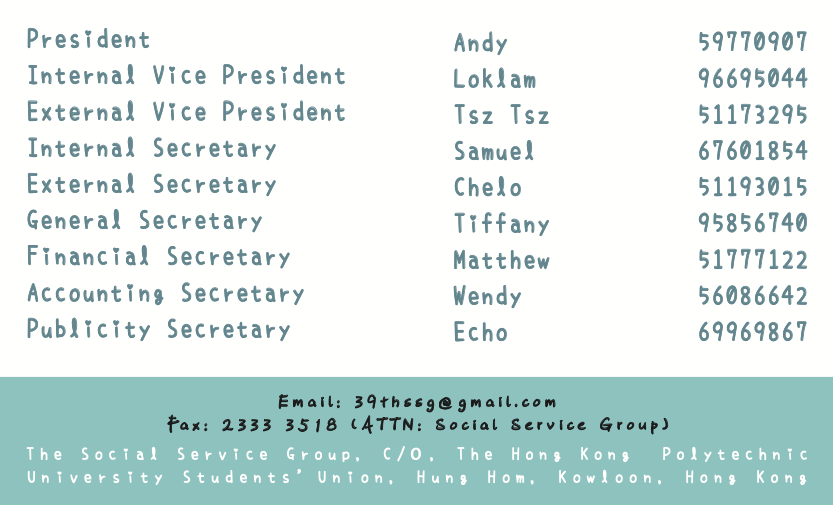 President Andy 59770907
Internal Vice President Loklam 96695044
External Vice President Tsz Tsz 51173295
Internal Secretary Samuel 67601854
External Secretary Chelo 51193015
General Secretary Tiffany 95856740
Financial Secretary Matthew 51777122
Accounting Secretary Wendy 56086642
Publicity Secretary Echo 69969867
Email: 39thssg@gmail.com
Fax: 2333 3518 (ATTN: Social Service Group)
The Social Service Group, C/O, The Hong Kong Polytechnic
University Students' Union, Hung Hom, Kowloon, Hong Kong